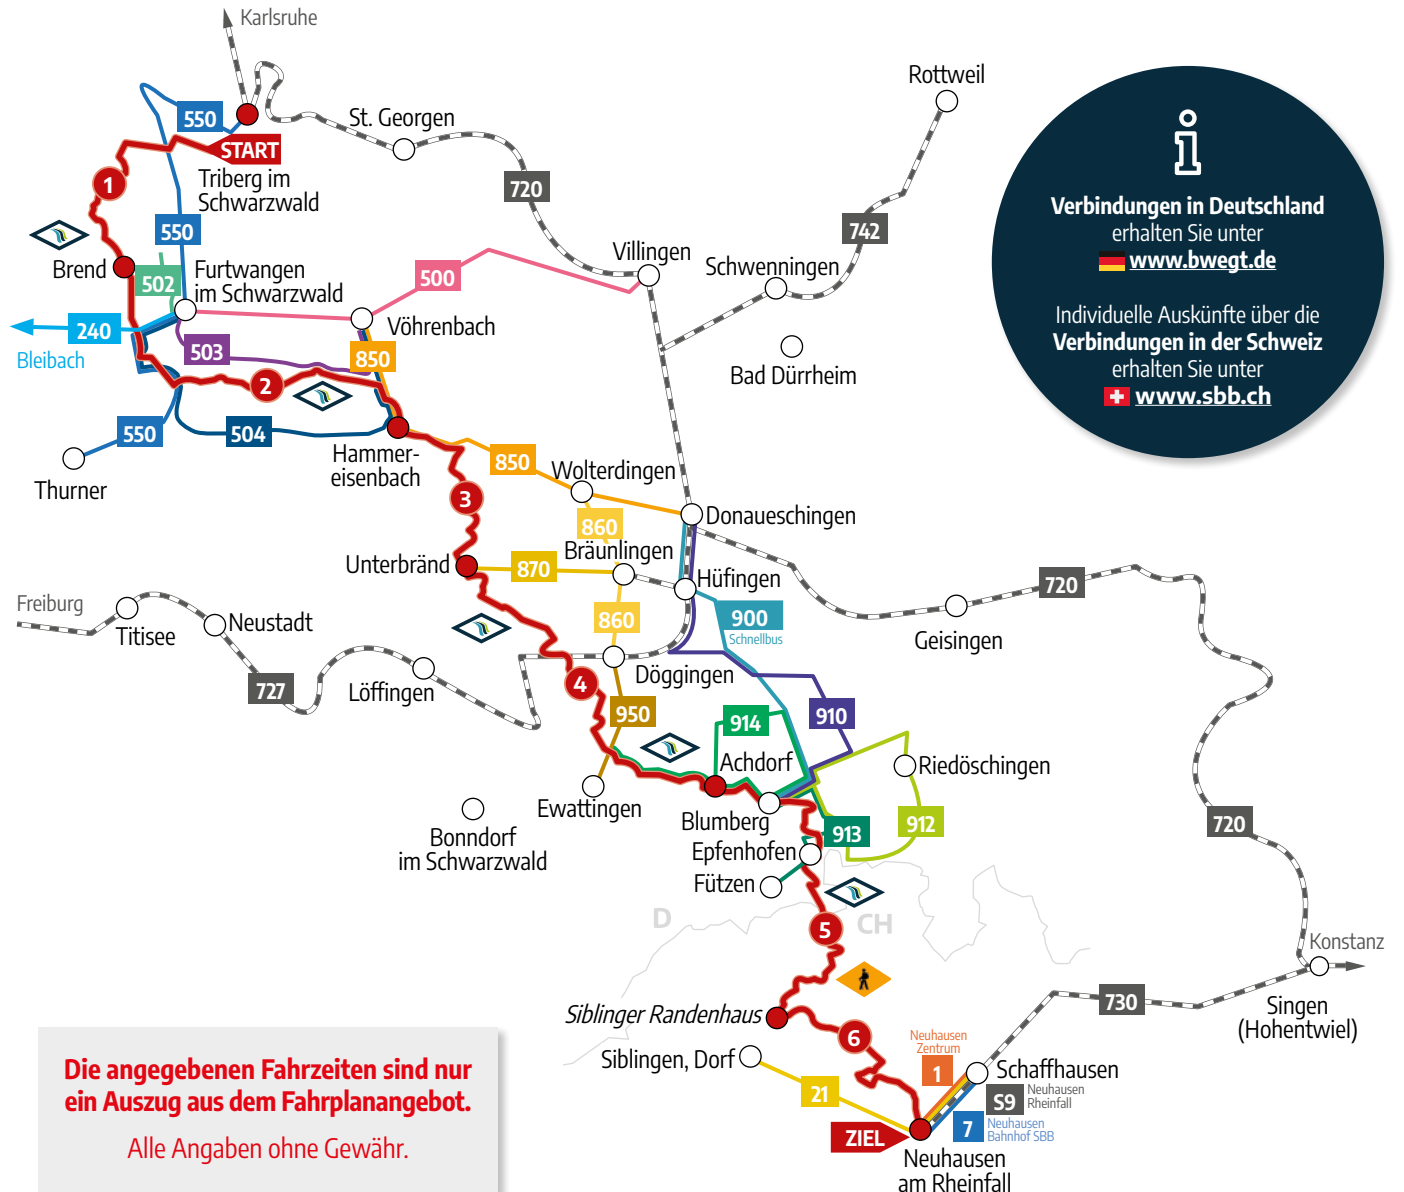 Karlsruhe
Rottweil
550
St. Georgen
START
Triberg im
Schwarzwald
1
720
742
550
Villingen
Schwenningen
Brend
502
Furtwangen
im Schwarzwald
500
Vöhrenbach
240
Bleibach
503
850
Bad Dürrheim
2
550
504
Thurner
Hammer-
eisenbach
850
Wolterdingen
3
860
Donaueschingen
Bräunlingen
Unterbränd
870
Hüfingen
720
Freiburg
Titisee
Neustadt
860
900
Schnellbus
Geisingen
727
Löffingen
4
Döggingen
950
914
910
Achdorf
Riedöschingen
Ewattingen
Blumberg
913
912
720
Bonndorf
im Schwarzwald
Epfenhofen
Fützen
D
CH
5
Konstanz
Siblinger Randenhaus
730
Singen
(Hohentwiel)
6
Neuhausen
Zentrum
1
Siblingen, Dorf
21
Schaffhausen
S9
Neuhausen
Rheinfall
7
Neuhausen
Bahnhof SBB
ZIEL
Neuhausen
am Rheinfall
i
Verbindungen in Deutschland
erhalten Sie unter
www.bwegt.de
Individuelle Auskünfte über die
Verbindungen in der Schweiz
erhalten Sie unter
www.sbb.ch
Die angegebenen Fahrzeiten sind nur
ein Auszug aus dem Fahrplanangebot.
Alle Angaben ohne Gewähr.